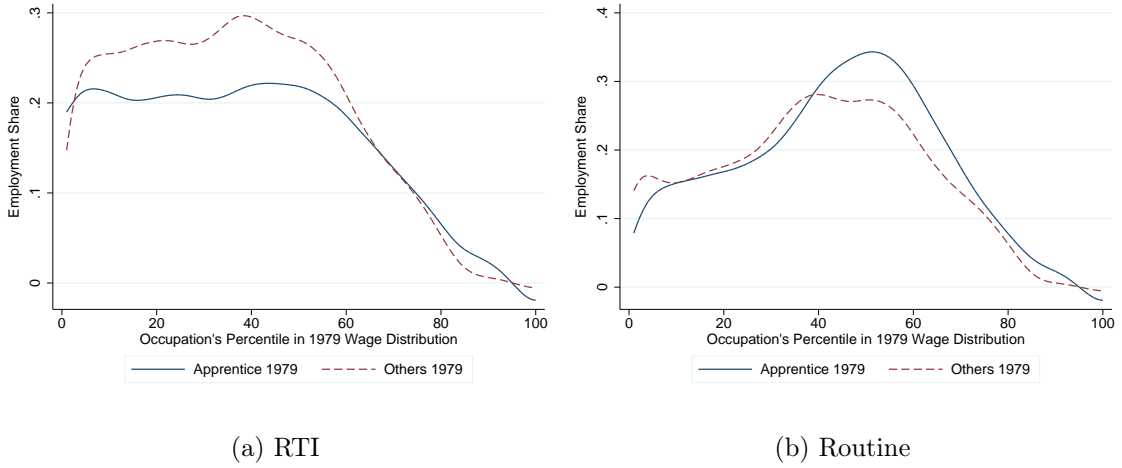 .3
.2
.1
0
Employment Share
0 20 40 60 80 100
Occupation's Percentile in 1979 Wage Distribution
Apprentice 1979 Others 1979
(a) RTI
.4
.3
.2
.1
0
Employment Share
0 20 40 60 80 100
Occupation's Percentile in 1979 Wage Distribution
Apprentice 1979 Others 1979
(b) Routine